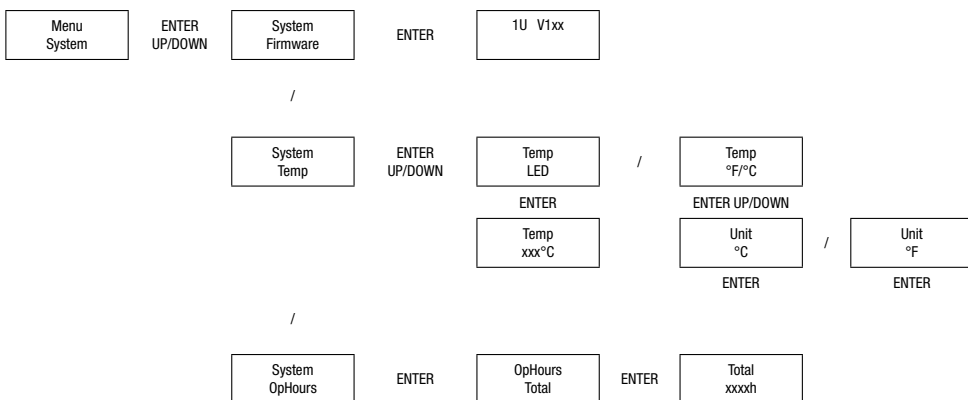 Menu
System
ENTER
UP/DOWN
System
Firmware
ENTER
1U V1xx
/
System
Temp
ENTER
UP/DOWN
Temp
LED
/
Temp
°F/°C
ENTER
ENTER UP/DOWN
Temp
xxx°C
Unit
°C
/
Unit
°F
ENTER
ENTER
/
System
OpHours
ENTER
OpHours
Total
ENTER
Total
xxxxh